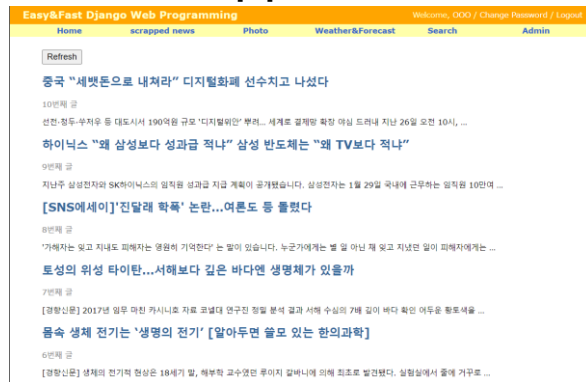 Easy&Fast Django Web Programming
Welcome, OOO / Change Password / Logout
Home scrapped news Photo Weather&Forecast Search Admin
Refresh
중국 “세뱃돈으로 내쳐라” 디지털화폐 선수치고 나섰다
10번째 글
선전·청두·쑤저우 등 대도시서 190억원 규모 '디지털위안' 뿌려... 세계로 결제망 확장 야심 드러내 지난 26일 오전 10시, ...
하이닉스 “왜 삼성보다 성과급 적냐” 삼성 반도체는 “왜 TV보다 적냐”
9번째 글
지난주 삼성전자와 SK하이닉스의 임직원 성과급 지급 계획이 공개됐습니다. 삼성전자는 1월 29일 국내에 근무하는 임직원 10만여 ...
[SNS에세이]'진달래 학폭' 논란...여론도 등 돌렸다
8번째 글
'가해자는 잊고 지내도 피해자는 영원히 기억한다' 는 말이 있습니다. 누군가에게는 별 일 아닌 채 잊고 지냈던 일이 피해자에게는 ...
토성의 위성 타이탄...서해보다 깊은 바다엔 생명체가 있을까
7번째 글
[경향신문] 2017년 임무 마친 카시니호 자료 코넬대 연구진 정밀 분석 결과 서해 수심의 7배 깊이 바다 확인 어두운 황토색을 ...
몸속 생체 전기는 ‘생명의 전기’ [알아두면 쓸모 있는 한의과학]
6번째 글
[경향신문] 생체의 전기적 현상은 18세기 말, 해부학 교수였던 루이지 갈바니에 의해 최초로 발견됐다. 실험실에서 줄에 거꾸로 ...